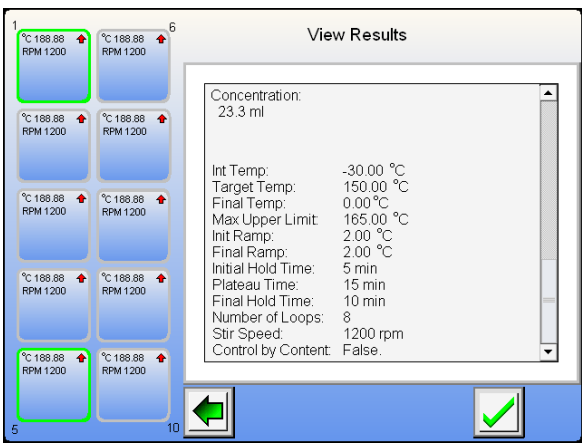 1
6
°C 188.88
RPM 1200
°C 188.88
RPM 1200
°C 188.88
RPM 1200
°C 188.88
RPM 1200
°C 188.88
RPM 1200
°C 188.88
RPM 1200
°C 188.88
RPM 1200
°C 188.88
RPM 1200
°C 188.88
RPM 1200
°C 188.88
RPM 1200
5
10
View Results
Concentration:
23.3 ml
Int Temp: -30.00 °C
Target Temp: 150.00 °C
Final Temp: 0.00°C
Max Upper Limit: 165.00 °C
Init Ramp: 2.00 °C
Final Ramp: 2.00 °C
Initial Hold Time: 5 min
Plateau Time: 15 min
Final Hold Time: 10 min
Number of Loops: 8
Stir Speed: 1200 rpm
Control by Content: False.